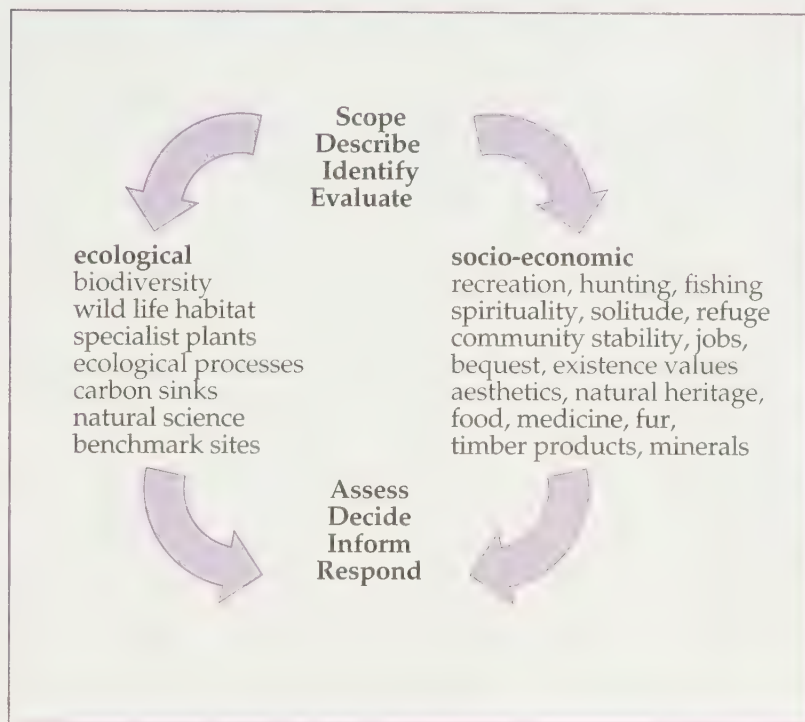 Scope
Describe
Identify
Evaluate
ecological
biodiversity
wild life habitat
specialist plants
ecological processes
carbon sinks
natural science
benchmark sites
socio-economic
recreation, hunting, fishing
spirituality, solitude, refuge
community stability, jobs,
bequest, existence values
aesthetics, natural heritage,
food, medicine, fur,
timber products, minerals
Assess
Decide
Inform
Respond